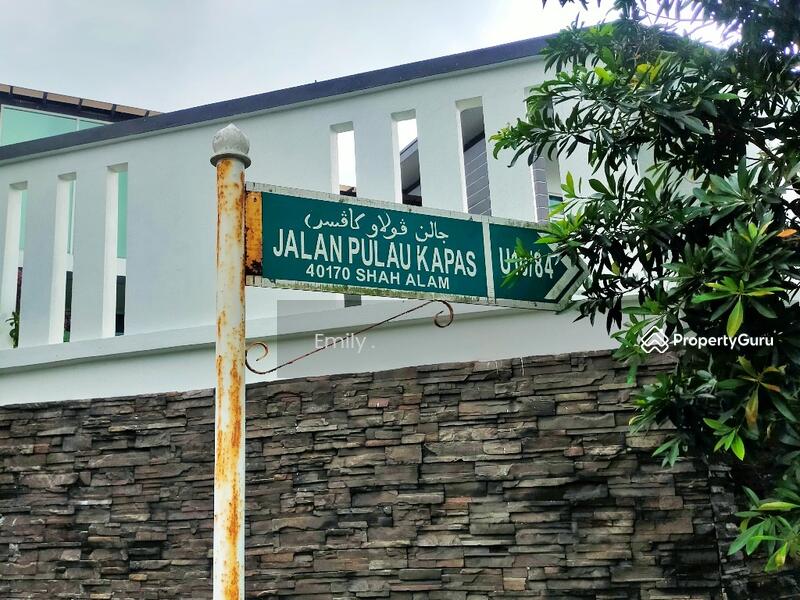 جالن ڤولاو كاڤس
JALAN PULAU KAPAS
40170 SHAH ALAM
Emily .
PropertyGuru